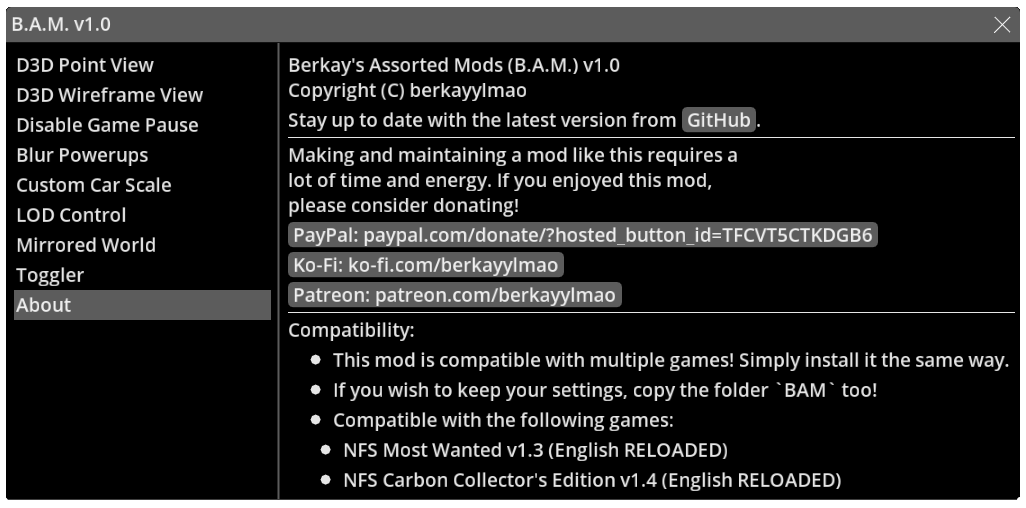 B.A.M. v1.0
D3D Point View
D3D Wireframe View
Disable Game Pause
Blur Powerups
Custom Car Scale
LOD Control
Mirrored World
Toggler
About
Berkay's Assorted Mods (B.A.M.) v1.0
Copyright (C) berkayylmao
Stay up to date with the latest version from GitHub.
Making and maintaining a mod like this requires a
lot of time and energy. If you enjoyed this mod,
please consider donating!
PayPal: paypal.com/donate/?hosted_button_id=TFCVT5CTKDGB6
Ko-Fi: ko-fi.com/berkayylmao
Patreon: patreon.com/berkayylmao
Compatibility:
● This mod is compatible with multiple games! Simply install it the same way.
● If you wish to keep your settings, copy the folder `BAM` too!
● Compatible with the following games:
● NFS Most Wanted v1.3 (English RELOADED)
● NFS Carbon Collector's Edition v1.4 (English RELOADED)